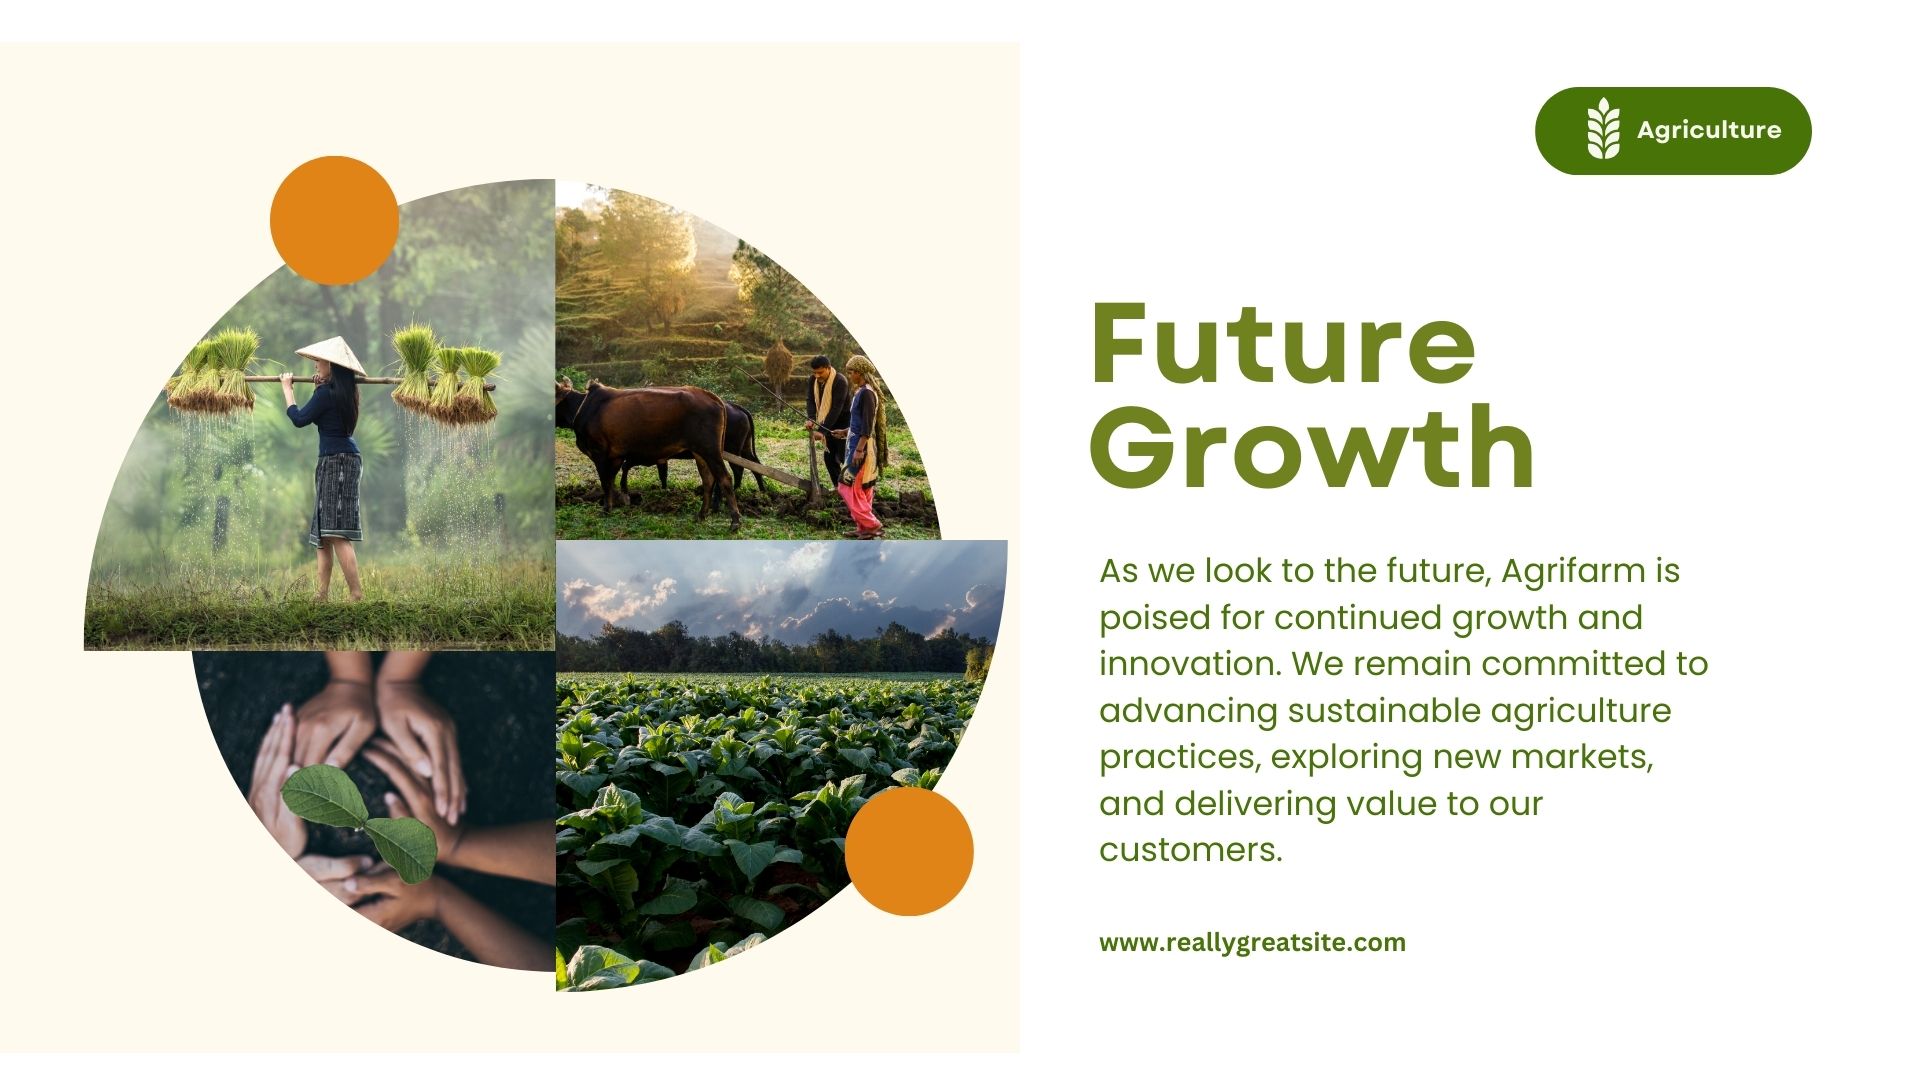 Agriculture
Future
Growth
As we look to the future, Agrifarm is
poised for continued growth and
innovation. We remain committed to
advancing sustainable agriculture
practices, exploring new markets,
and delivering value to our
customers.
www.reallygreatsite.com